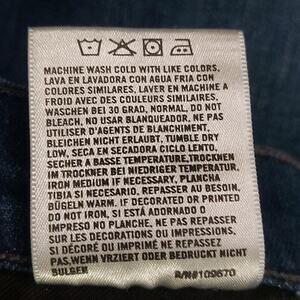 MACHINE WASH COLD WITH LIKE COLORS,
LAVA EN LAVADORA CON AGUA FRIA CON
COLORES SIMILARES, LAVER EN MACHINE A
FROID AVEC DES COULEURS SIMILAIRES,
WASCHEN BEI 30 GRAD, NORMAL, DO NOT
BLEACH, NO USAR BLANQUEADOR, NE PAS
UTILISER D'AGENTS DE BLANCHIMENT,
BLEICHEN NICHT ERLAUBT, TUMBLE DRY
LOW, SECA EN SECADORA CICLO LENTO,
SECHER A BASSE TEMPERATURE,TROCKNEN
IM TROCKNER BEI NIEDRIGER TEMPERATUR
IRON MEDIUM IF NECESSARY, PLANCHA
TIBIA SI NECESARIO. REPASSER AU BESOIN,
BÜGELN WARM. IF DECORATED OR PRINTED
DO NOT IRON, SI ESTÁ ADORNADO O
IMPRESO NO PLANCHE, NE PAS REPASSER
SUR LES DECORATIONS OU IMPRESSIONS,
SI DÉCORÉ OU IMPRIMÉ NE REPASSER
PAS,WENN VRZIERT ODER BEDRUCKT NICHT
BULGEN
R/N#109670